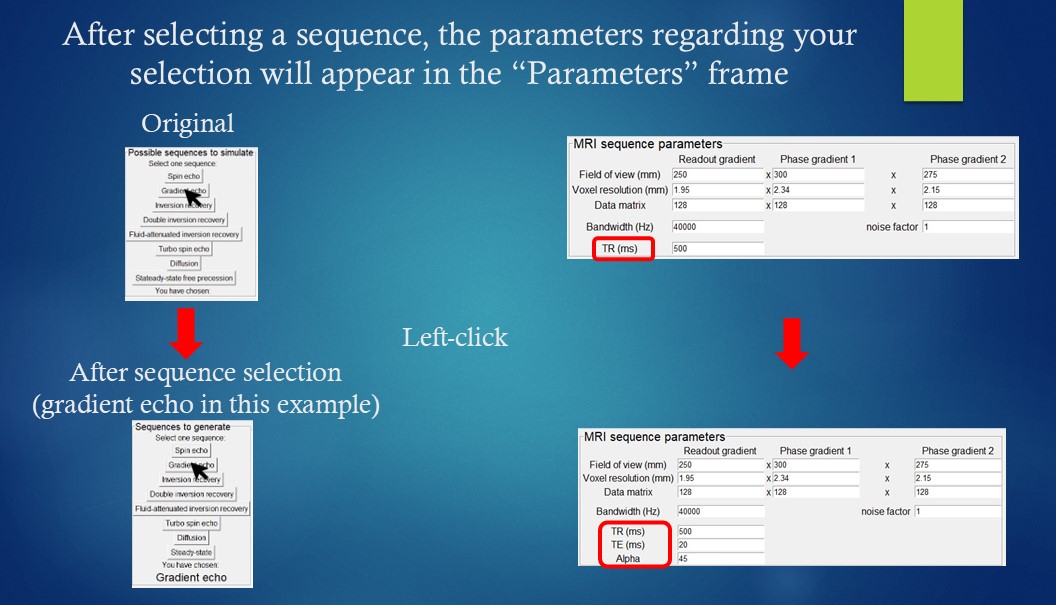 After selecting a sequence, the parameters regarding your
selection will appear in the “Parameters” frame
Original
Possible sequences to simulate
Select one sequence:
Spin echo
Gradient echo
Inversion recovery
Double inversion recovery
Fluid-attenuated inversion recovery
Turbo spin echo
Diffusion
Stateady-state free precession
You have chosen:
MRI sequence parameters
Readout gradient Phase gradient 1 Phase gradient 2
Field of view (mm) 250 x 300 x 275
Voxel resolution (mm) 1.95 x 2.34 x 2.15
Data matrix 128 x 128 x 128
Bandwidth (Hz) 40000 noise factor 1
TR (ms) 500
Left-click
After sequence selection
(gradient echo in this example)
Sequences to generate
Select one sequence:
Spin echo
Gradient echo
Inversion recovery
Double inversion recovery
Fluid-attenuated inversion recovery
Turbo spin echo
Diffusion
Steady-state
You have chosen:
Gradient echo
MRI sequence parameters
Readout gradient Phase gradient 1 Phase gradient 2
Field of view (mm) 250 x 300 x 275
Voxel resolution (mm) 1.95 x 2.34 x 2.15
Data matrix 128 x 128 x 128
Bandwidth (Hz) 40000 noise factor 1
TR (ms) 500
TE (ms) 20
Alpha 45